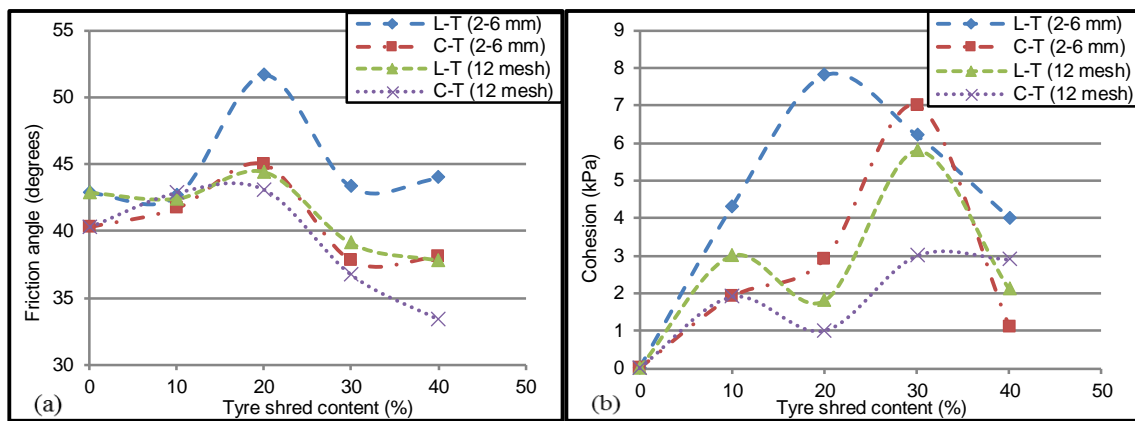 55
50
45
40
35
30
Friction angle (degrees)
0 10 20 30 40 50
Tyre shred content (%)
(a)
L-T (2-6 mm)
C-T (2-6 mm)
L-T (12 mesh)
C-T (12 mesh)
9
8
7
6
5
4
3
2
1
0
Cohesion (kPa)
0 10 20 30 40 50
Tyre shred content (%)
(b)
L-T (2-6 mm)
C-T (2-6 mm)
L-T (12 mesh)
C-T (12 mesh)